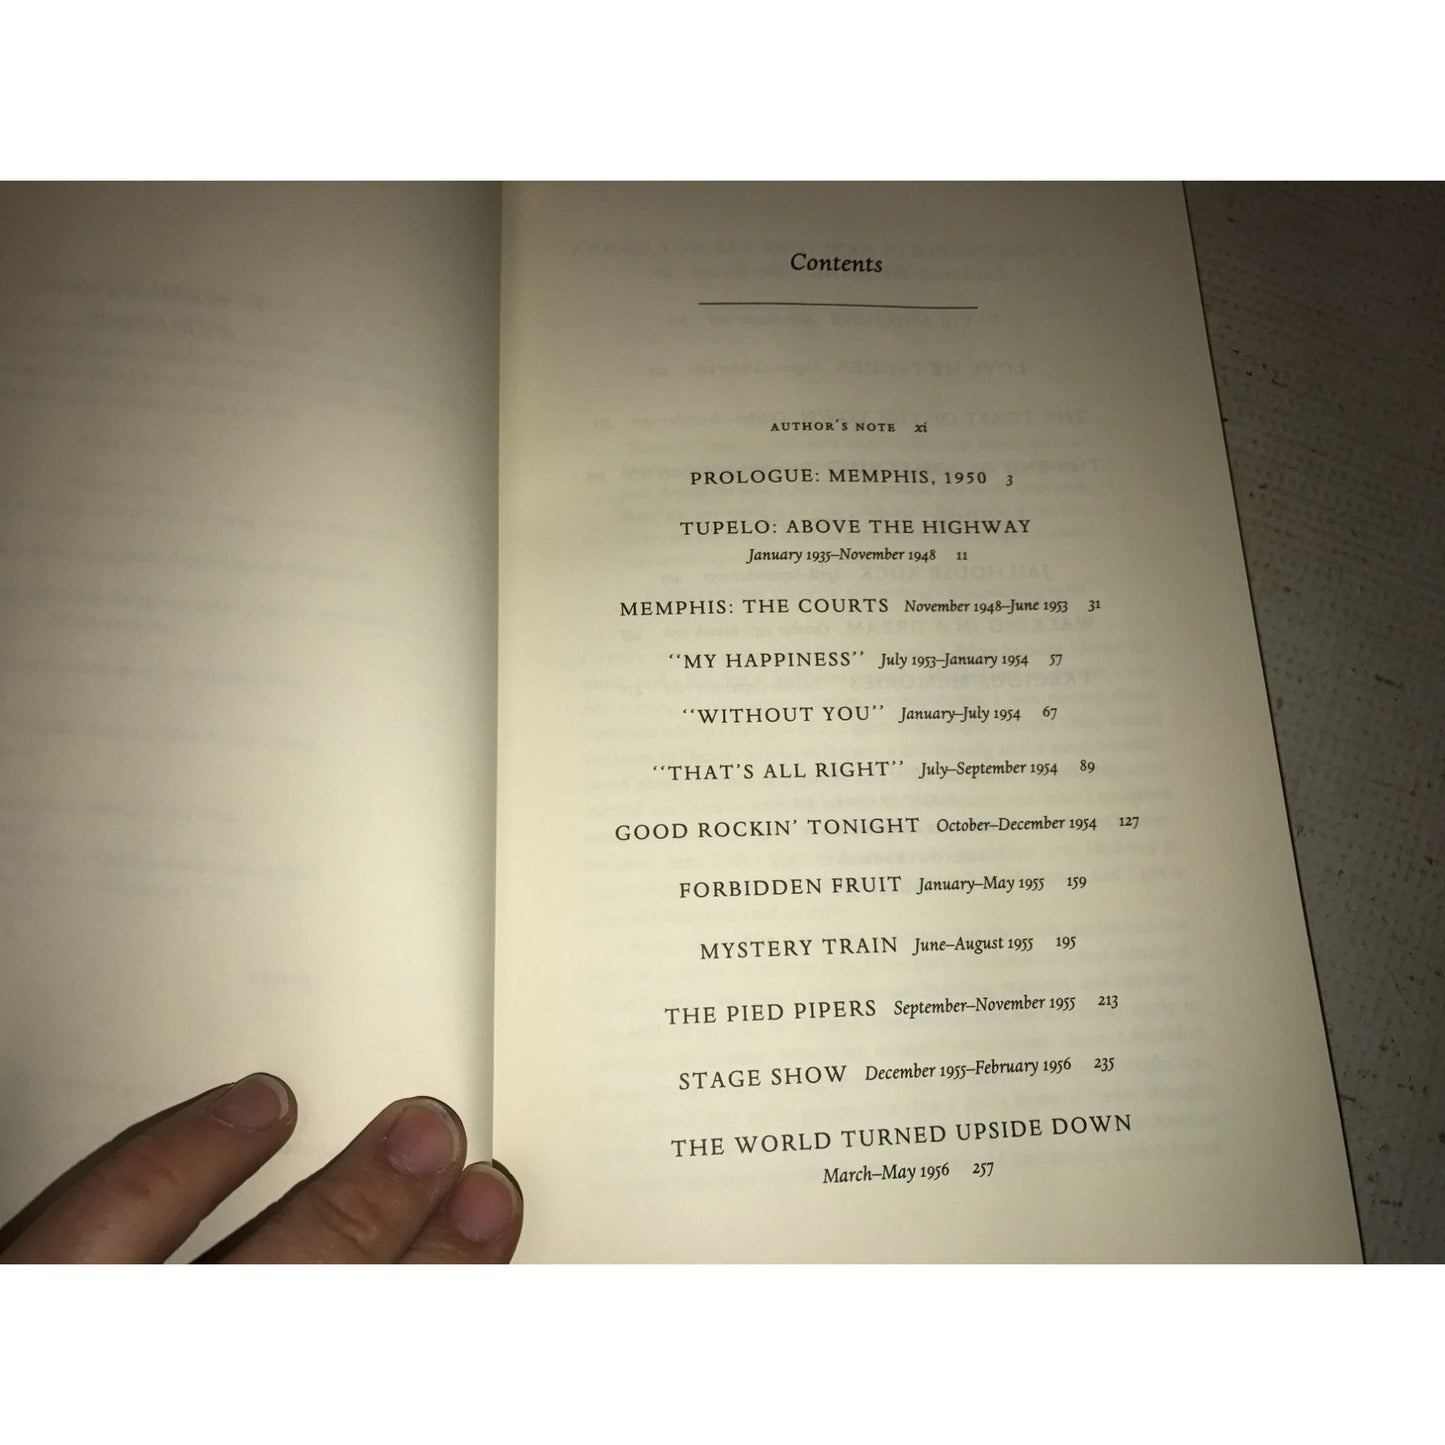 Contents
AUTHOR'S NOTE xi
PROLOGUE: MEMPHIS, 1950 3
TUPELO: ABOVE THE HIGHWAY
January 1935–November 1948 11
MEMPHIS: THE COURTS November 1948–June 1953 31
"MY HAPPINESS" July 1953–January 1954 57
"WITHOUT YOU" January–July 1954 67
"THAT'S ALL RIGHT" July–September 1954 89
GOOD ROCKIN' TONIGHT October–December 1954 127
FORBIDDEN FRUIT January–May 1955 159
MYSTERY TRAIN June–August 1955 195
THE PIED PIPERS September–November 1955 213
STAGE SHOW December 1955–February 1956 235
THE WORLD TURNED UPSIDE DOWN
March–May 1956 257